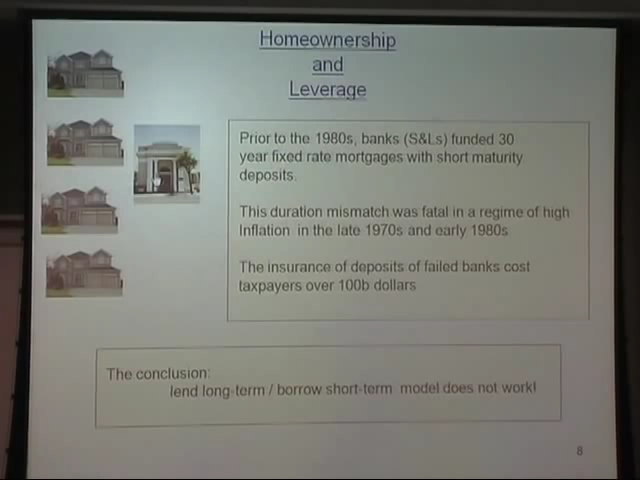 Homeownership
and
Leverage
Prior to the 1980s, banks (S&Ls) funded 30
year fixed rate mortgages with short maturity
deposits.
This duration mismatch was fatal in a regime of high
Inflation in the late 1970s and early 1980s
The insurance of deposits of failed banks cost
taxpayers over 100b dollars
The conclusion:
lend long-term / borrow short-term model does not work!
8